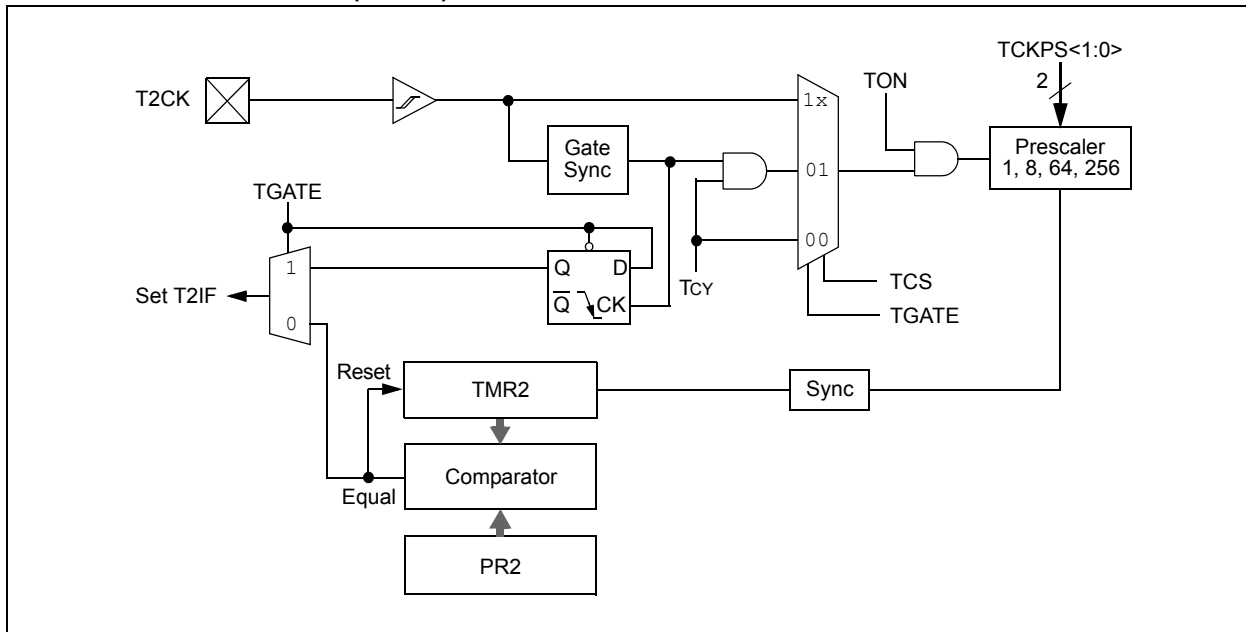 TCKPS<1:0>
2
T2CK
TON
1x
Gate
Sync
Prescaler
1, 8, 64, 256
01
TGATE
00
1
Q
D
TCY
TCS
Set T2IF
Q
CK
TGATE
0
Reset
TMR2
Sync
Equal
Comparator
PR2